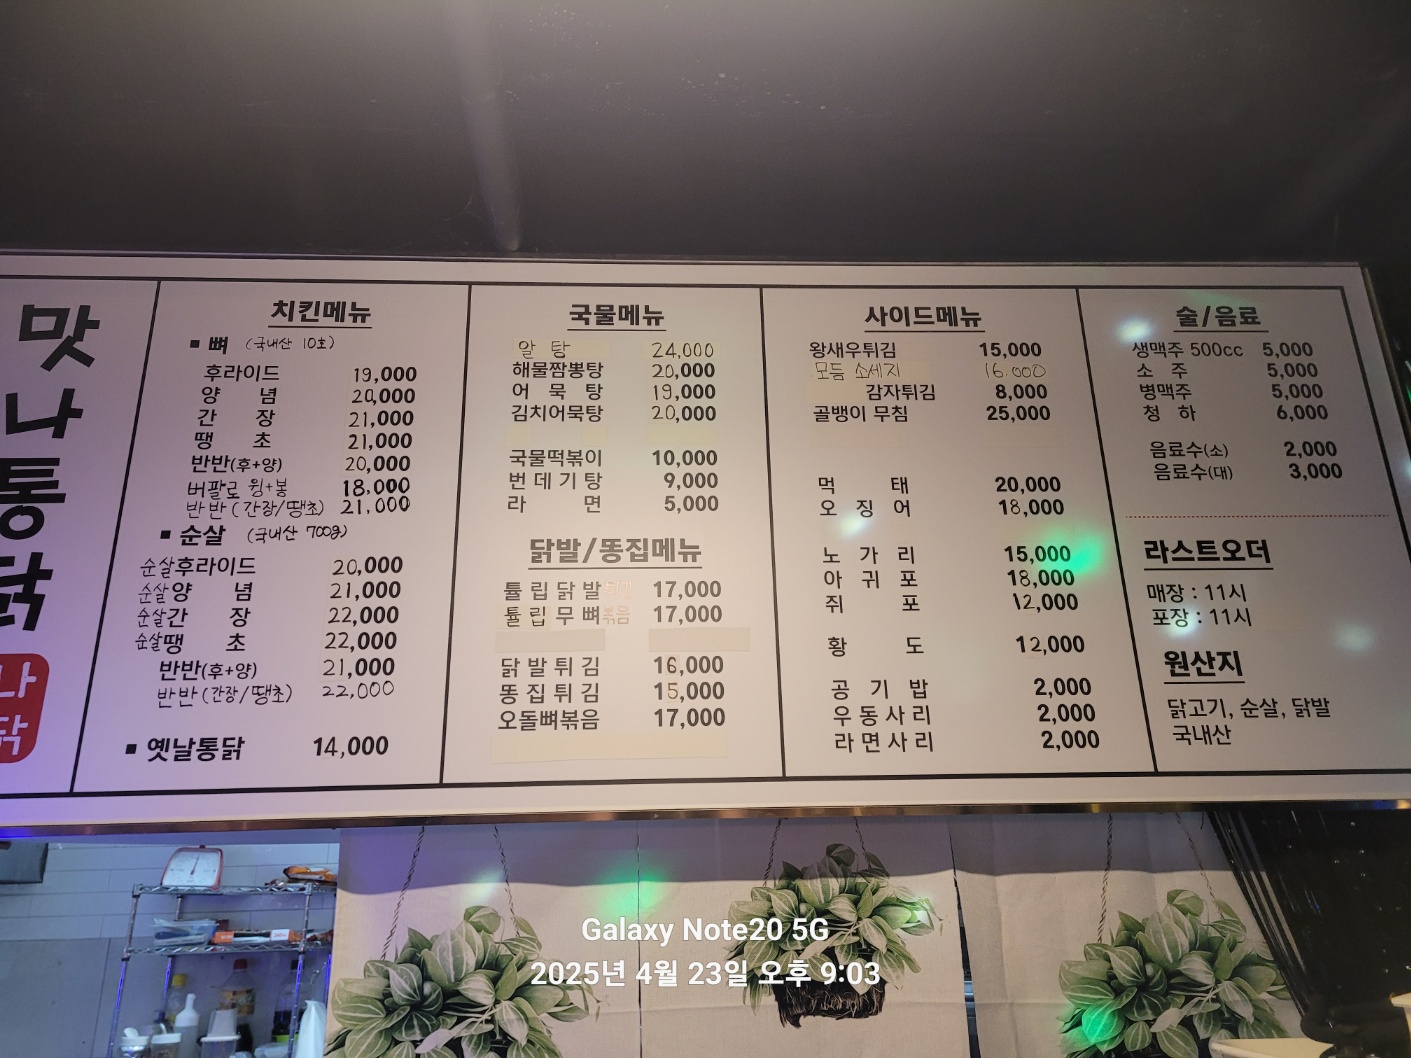 맛
나
통
닭
나
닭
치킨메뉴
■ 뼈 (국내산 10호)
후라이드 19,000
양 념 20,000
간 장 21,000
땡 초 21,000
반반(후+양) 20,000
버팔로 윙+봉 18,000
반반(간장/땡초) 21,000
■ 순살 (국내산 700g)
순살후라이드 20,000
순살양 념 21,000
순살간 장 22,000
순살땡 초 22,000
반반(후+양) 21,000
반반(간장/땡초) 22,000
■ 옛날통닭 14,000
국물메뉴
알 탕 24,000
해물짬뽕탕 20,000
어 묵 탕 19,000
김치어묵탕 20,000
국물떡볶이 10,000
번데기탕 9,000
라 면 5,000
닭발/똥집메뉴
튤립닭발튀김 17,000
튤립무뼈볶음 17,000
닭발튀김 16,000
똥집튀김 15,000
오돌뼈볶음 17,000
사이드메뉴
왕새우튀김 15,000
모듬 소세지 16,000
감자튀김 8,000
골뱅이 무침 25,000
먹 태 20,000
오 징 어 18,000
노 가 리 15,000
아 귀 포 18,000
쥐 포 12,000
황 도 12,000
공 기 밥 2,000
우동사리 2,000
라면사리 2,000
술/음료
생맥주 500cc 5,000
소 주 5,000
병맥주 5,000
청 하 6,000
음료수(소) 2,000
음료수(대) 3,000
라스트오더
매장 : 11시
포장 : 11시
원산지
닭고기, 순살, 닭발
국내산
Galaxy Note20 5G
2025년 4월 23일 오후 9:03